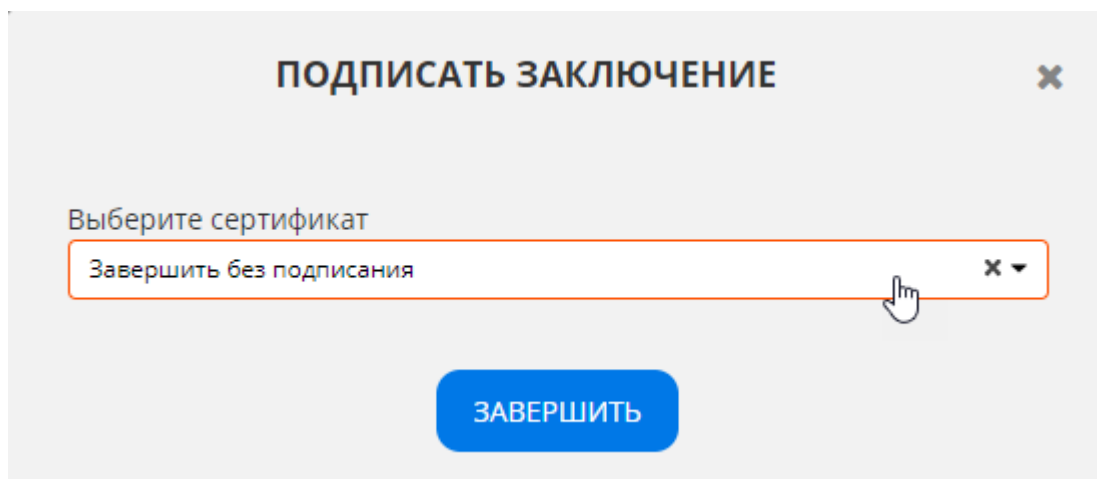 ПОДПИСАТЬ ЗАКЛЮЧЕНИЕ
Выберите сертификат
Завершить без подписания
ЗАВЕРШИТЬ